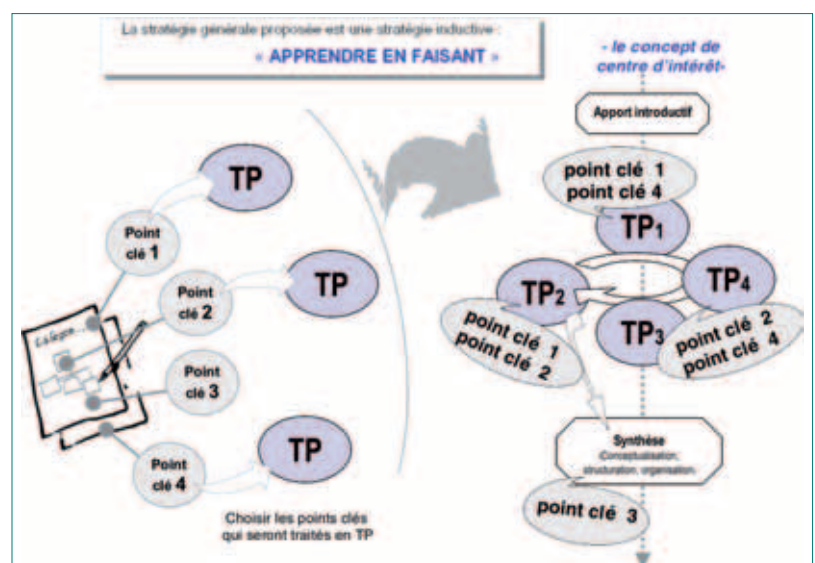 La stratégie générale proposée est une stratégie inductive :
« APPRENDRE EN FAISANT »
- le concept de
centre d'intérêt-
Apport introductif
point clé 1
point clé 4
TP1
TP2
TP4
TP3
point clé 1
point clé 2
point clé 2
point clé 4
Synthèse
Conceptualisation,
structuration, organisation.
point clé 3
TP
Point
clé 1
TP
Point
clé 2
La leçon
Point
clé 3
TP
Point
clé 4
Choisir les points clés
qui seront traités en TP